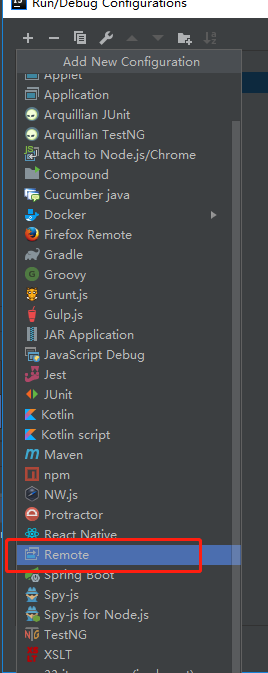 Run/Debug Configurations
Add New Configuration
Applet
Application
Arquillian JUnit
Arquillian TestNG
Attach to Node.js/Chrome
Compound
Cucumber java
Docker
Firefox Remote
Gradle
Groovy
Grunt.js
Gulp.js
JAR Application
JavaScript Debug
Jest
JUnit
Kotlin
Kotlin script
Maven
npm
NW.js
Protractor
React Native
Remote
Spring Boot
Spy-js
Spy-js for Node.js
TestNG
XSLT